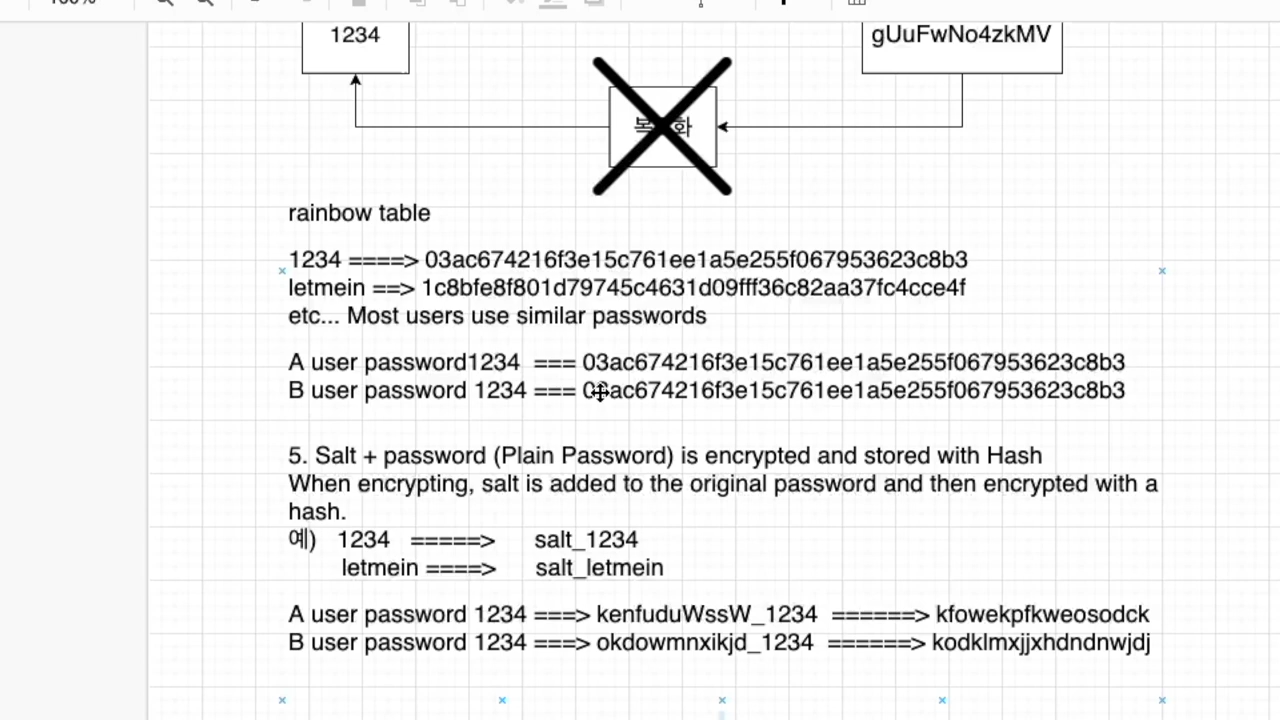 1234
gUuFwNo4zkMV
rainbow table
1234 ====> 03ac674216f3e15c761ee1a5e255f067953623c8b3
letmein ==> 1c8bfe8f801d79745c4631d09fff36c82aa37fc4cce4f
etc... Most users use similar passwords
A user password1234 === 03ac674216f3e15c761ee1a5e255f067953623c8b3
B user password 1234 === 03ac674216f3e15c761ee1a5e255f067953623c8b3
5. Salt + password (Plain Password) is encrypted and stored with Hash
When encrypting, salt is added to the original password and then encrypted with a
hash.
예) 1234 =====> salt_1234
letmein ====> salt_letmein
A user password 1234 ===> kenfuduWssW_1234 ======> kfowekpfkweosodck
B user password 1234 ===> okdowmnxikjd_1234 ======> kodklmxjjxhdndnwjdj